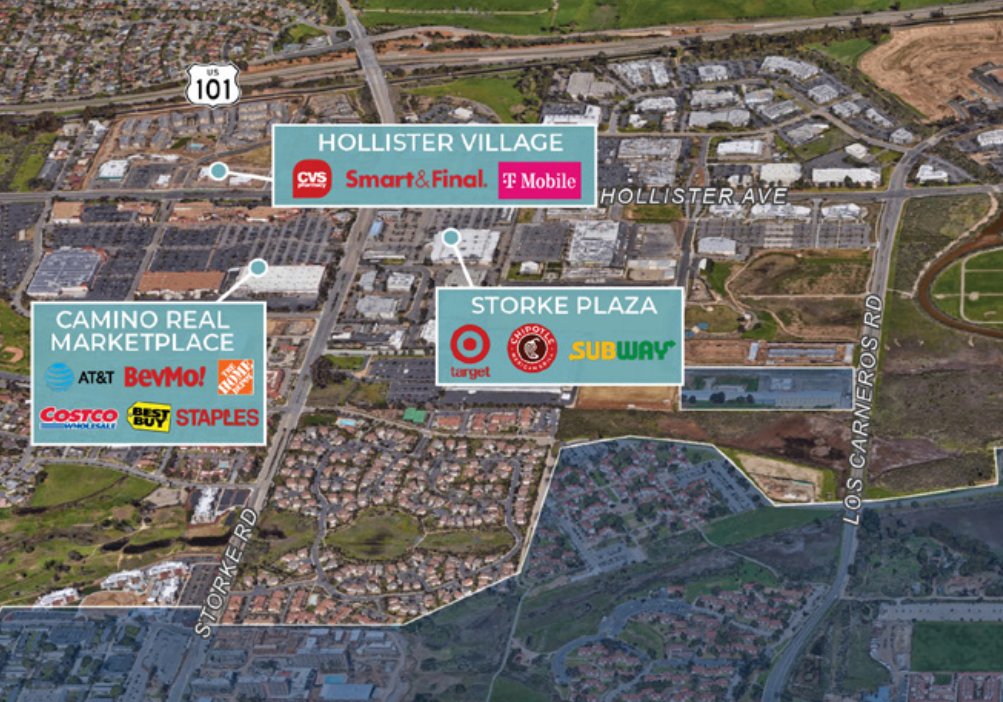 US
101
HOLLISTER VILLAGE
CVS
pharmacy
Smart&Final.
T Mobile
HOLLISTER AVE
STORKE PLAZA
target
CHIPOTLE
MEXICAN GRILL
SUBWAY
CAMINO REAL
MARKETPLACE
AT&T
BevMo!
THE
HOME
DEPOT
COSTCO
WHOLESALE
BEST
BUY
STAPLES
LOS CARNEROS RD
STORKE RD